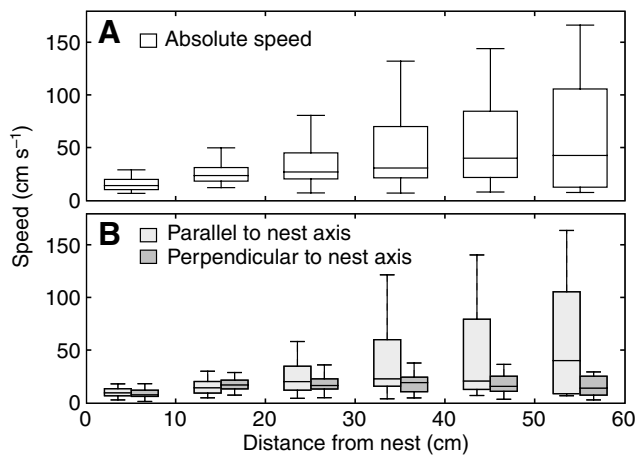 A
Absolute speed
150
100
50
0
Speed (cm s⁻¹)
B
Parallel to nest axis
Perpendicular to nest axis
150
100
50
0
0 10 20 30 40 50 60
Distance from nest (cm)